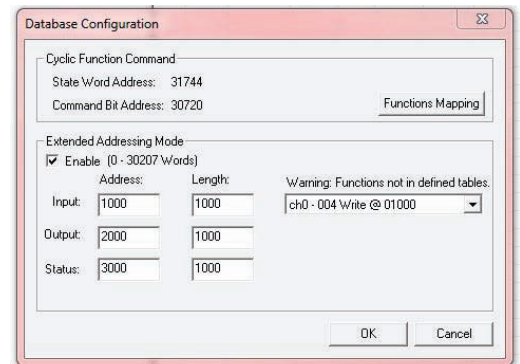 Database Configuration
Cyclic Function Command
State Word Address: 31744
Command Bit Address: 30720
Functions Mapping
Extended Addressing Mode
Enable (0 - 30207 Words)
Address: Length:
Warning: Functions not in defined tables.
Input: 1000 1000
ch0 - 004 Write @ 01000
Output: 2000 1000
Status: 3000 1000
OK Cancel